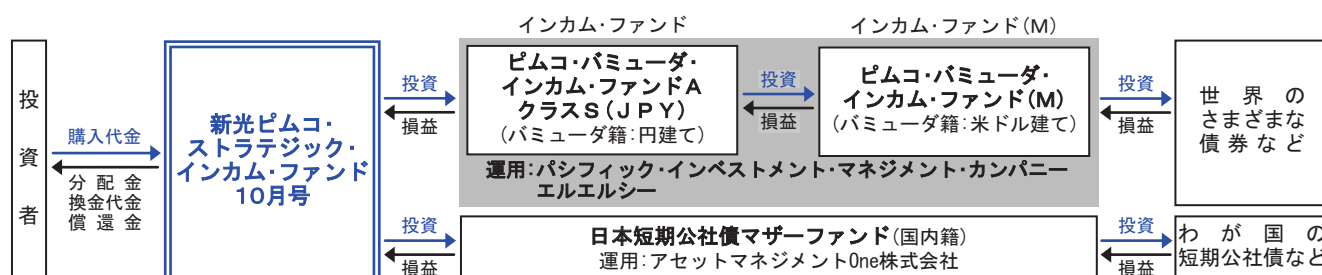 インカム・ファンド
インカム・ファンド(M)
投資者
購入代金
分配金
換金代金
償還金
新光ピムコ・
ストラテジック・
インカム・ファンド
10月号
投資
損益
ピムコ・バミューダ・
インカム・ファンドA
クラスS(JPY)
(バミューダ籍:円建て)
投資
損益
ピムコ・バミューダ・
インカム・ファンド(M)
(バミューダ籍:米ドル建て)
投資
損益
世界の
さまざまな
債券など
運用:パシフィック・インベストメント・マネジメント・カンパニー
エルエルシー
投資
損益
日本短期公社債マザーファンド(国内籍)
運用:アセットマネジメントOne株式会社
投資
損益
わが国の
短期公社債など